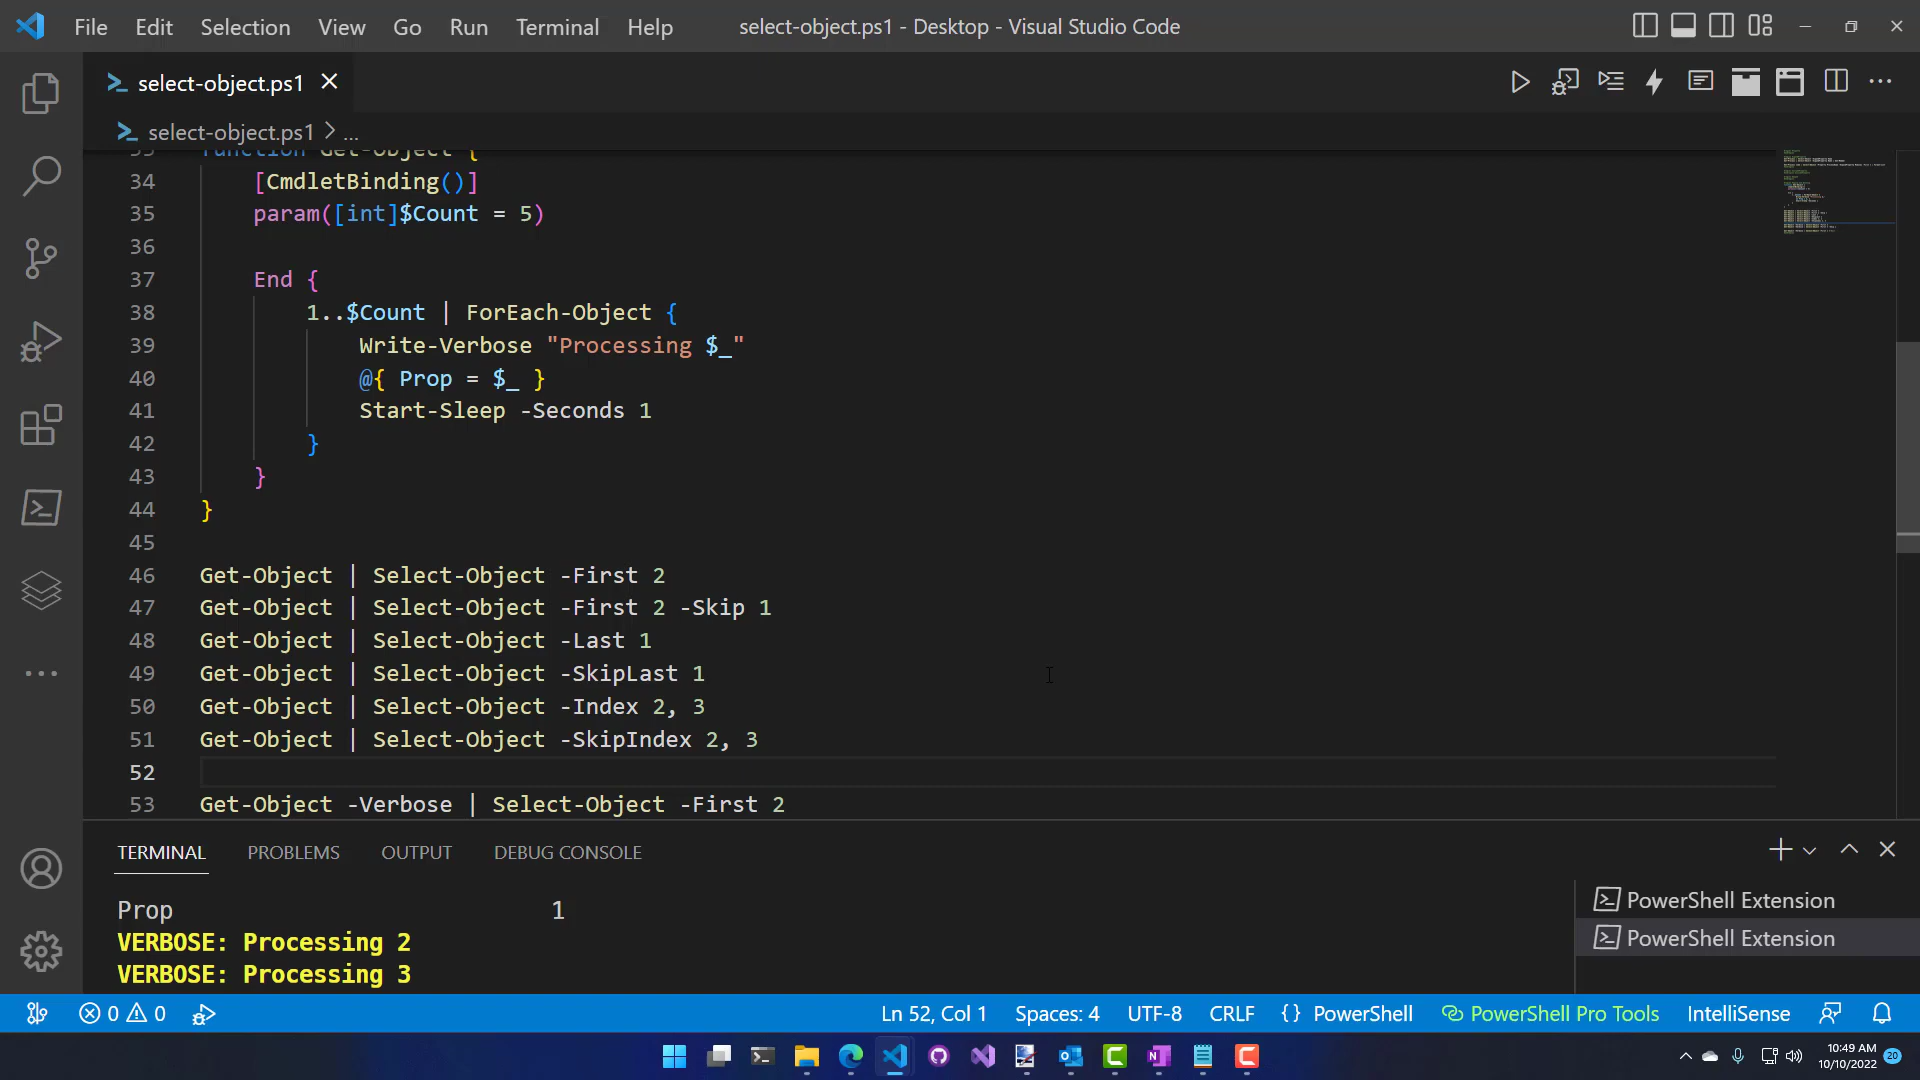 File Edit Selection View Go Run Terminal Help select-object.ps1 - Desktop - Visual Studio Code
select-object.ps1
select-object.ps1 > ...
33 function Get-Object {
34 [CmdletBinding()]
35 param([int]$Count = 5)
36
37 End {
38 1..$Count | ForEach-Object {
39 Write-Verbose "Processing $_"
40 @{ Prop = $_ }
41 Start-Sleep -Seconds 1
42 }
43 }
44 }
45
46 Get-Object | Select-Object -First 2
47 Get-Object | Select-Object -First 2 -Skip 1
48 Get-Object | Select-Object -Last 1
49 Get-Object | Select-Object -SkipLast 1
50 Get-Object | Select-Object -Index 2, 3
51 Get-Object | Select-Object -SkipIndex 2, 3
52
53 Get-Object -Verbose | Select-Object -First 2
TERMINAL PROBLEMS OUTPUT DEBUG CONSOLE
Prop 1
VERBOSE: Processing 2
VERBOSE: Processing 3
PowerShell Extension
PowerShell Extension
0 0 Ln 52, Col 1 Spaces: 4 UTF-8 CRLF {} PowerShell PowerShell Pro Tools IntelliSense
10:49 AM
10/10/2022
20